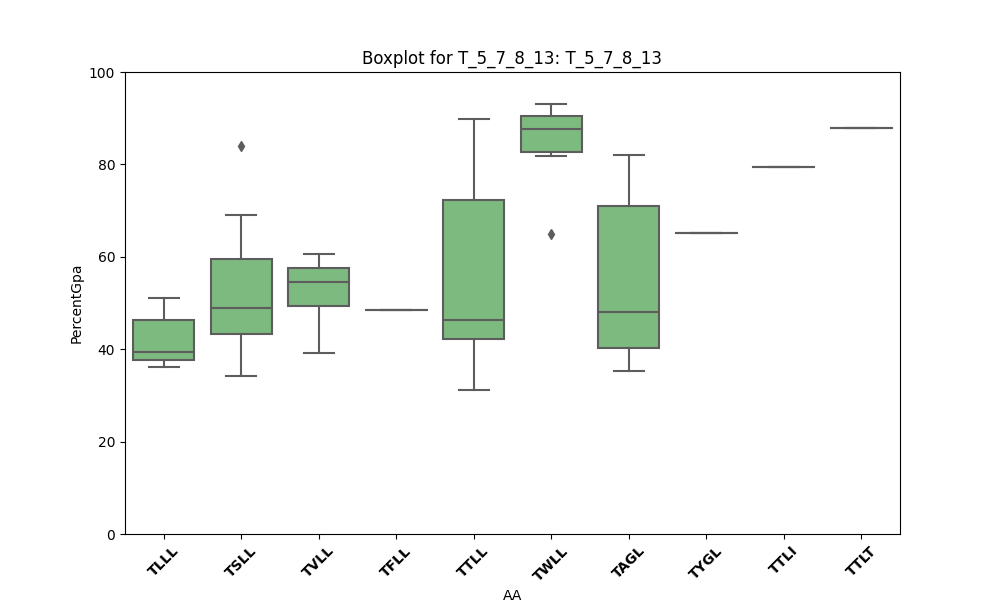 Boxplot for T_5_7_8_13: T_5_7_8_13
100
80
60
40
20
0
PercentGpa
TLLL TSLL TVLL TFLL TTLL TWLL TAGL TYGL TTLI TTLT
AA